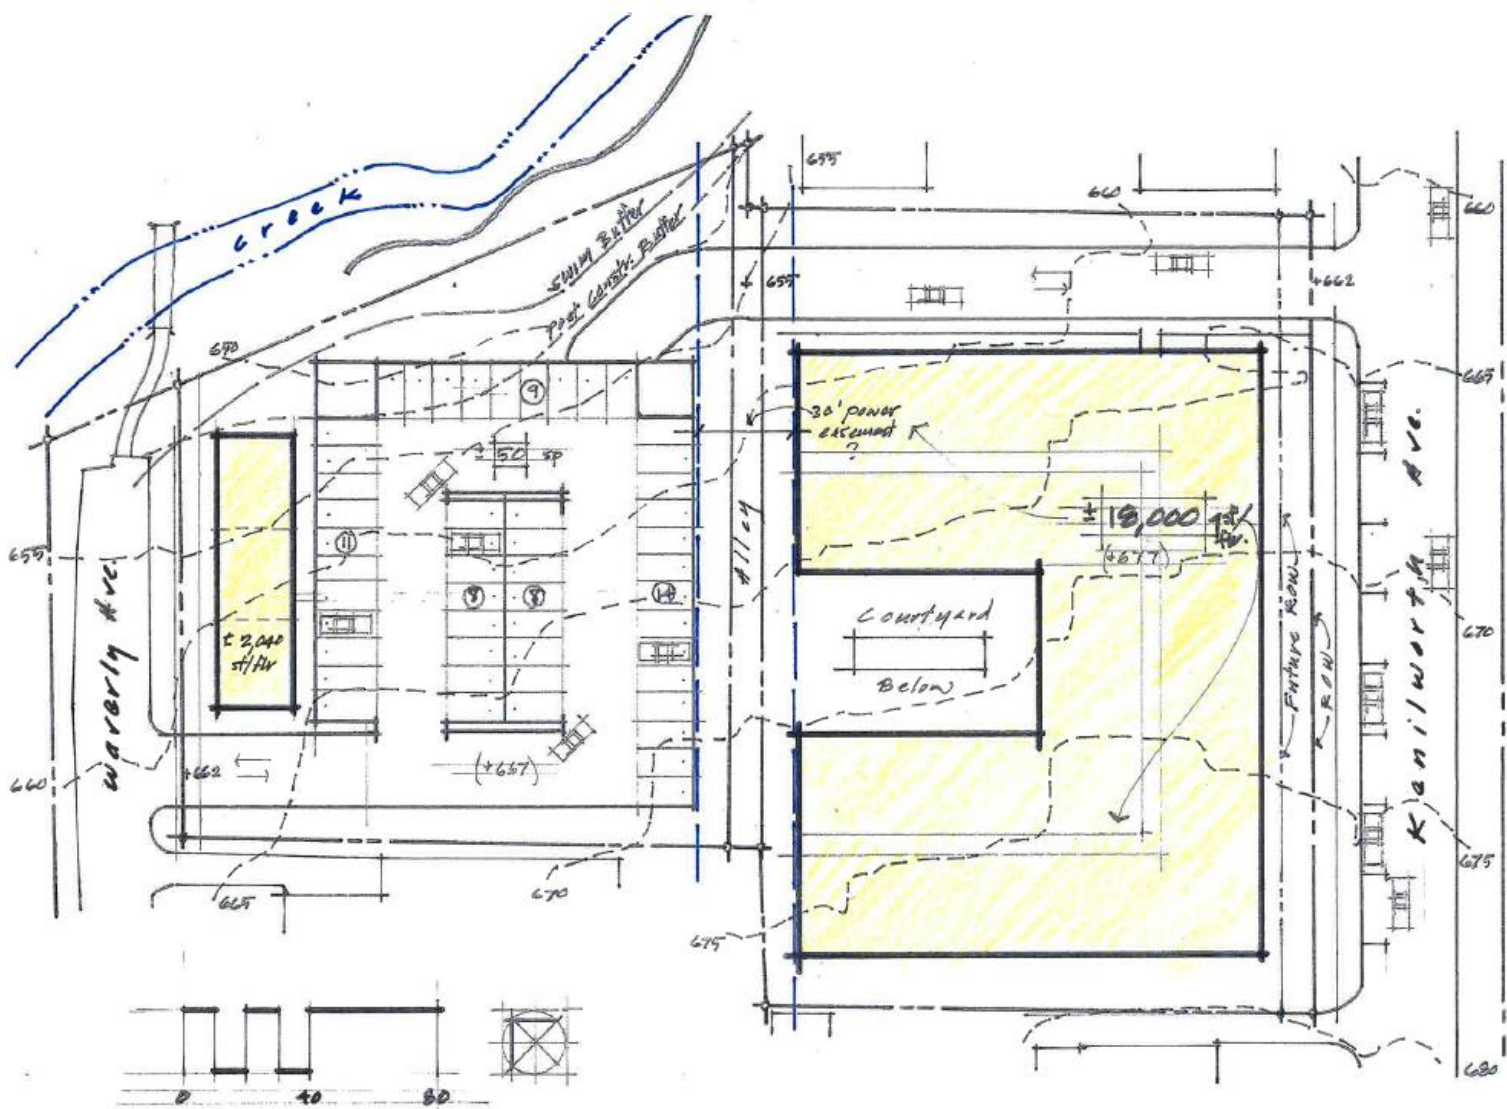 creek
655
660
660
SWIM Buffer
Post Constr. Buffer
655
+662
650
665
9
30' power
easement
?
± 50 sp
Kenilworth Ave.
Alley
± 18,000 sf/
flr.
(+677)
655
11
Waverly Ave.
8
8
14
Courtyard
Below
± 2,040
sf/flr
Future ROW
ROW
670
660
+662
(+657)
665
670
675
675
680
0 40 80